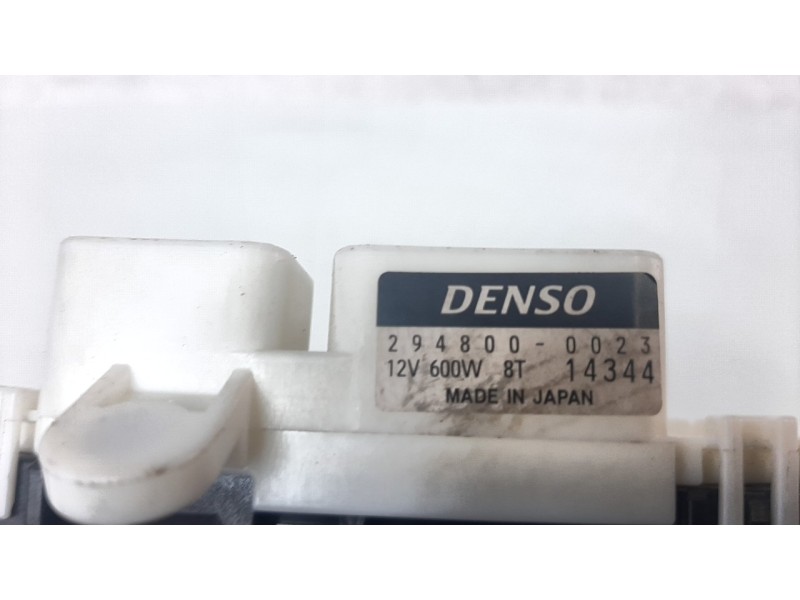 DENSO
294800-0023
12V 600W 8T 14344
MADE IN JAPAN